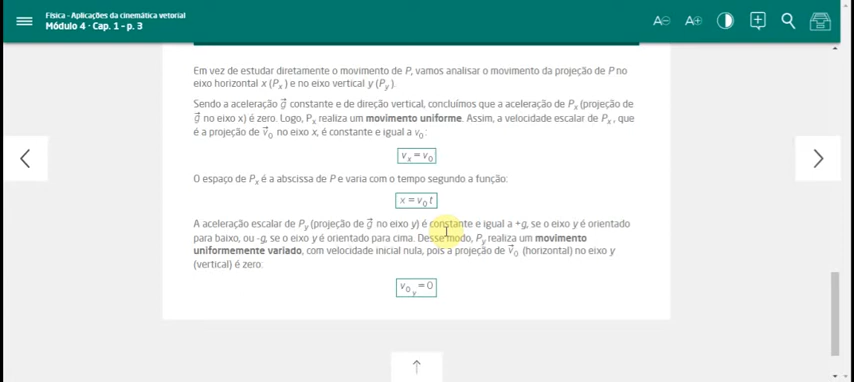 Física - Aplicações da cinemática vetorial
Módulo 4 - Cap. 1 - p. 3
A⊖ A⊕
Em vez de estudar diretamente o movimento de P, vamos analisar o movimento da projeção de P no
eixo horizontal x (Pₓ) e no eixo vertical y (Py).
Sendo a aceleração g⃗ constante e de direção vertical, concluímos que a aceleração de Pₓ (projeção de
g⃗ no eixo x) é zero. Logo, Pₓ realiza um movimento uniforme. Assim, a velocidade escalar de Pₓ, que
é a projeção de v⃗₀ no eixo x, é constante e igual a v₀:
vₓ = v₀
O espaço de Pₓ é a abscissa de P e varia com o tempo segundo a função:
x = v₀ t
A aceleração escalar de Py (projeção de g⃗ no eixo y) é constante e igual a +g, se o eixo y é orientado
para baixo, ou -g, se o eixo y é orientado para cima. Desse modo, Py realiza um movimento
uniformemente variado, com velocidade inicial nula, pois a projeção de v⃗₀ (horizontal) no eixo y
(vertical) é zero:
v₀y = 0